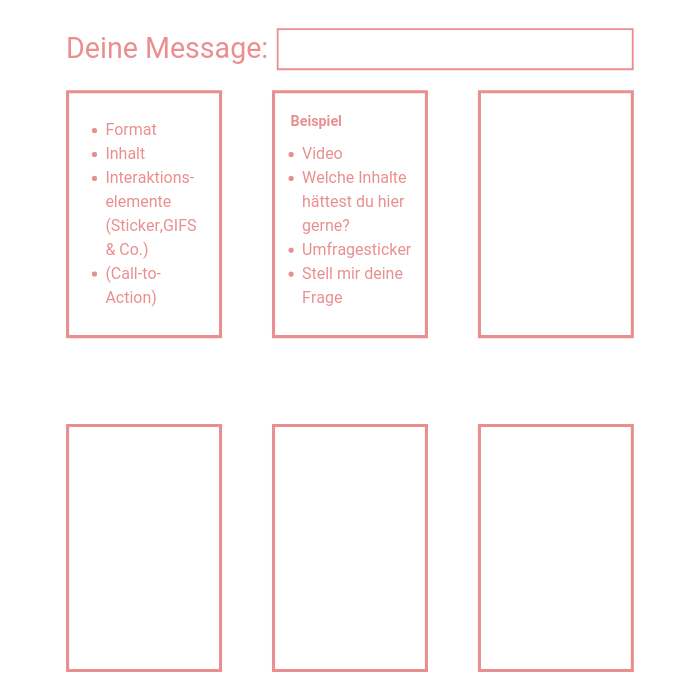 Deine Message:
• Format
• Inhalt
• Interaktions-
elemente
(Sticker,GIFS
& Co.)
• (Call-to-
Action)
Beispiel
• Video
• Welche Inhalte
hättest du hier
gerne?
• Umfragesticker
• Stell mir deine
Frage